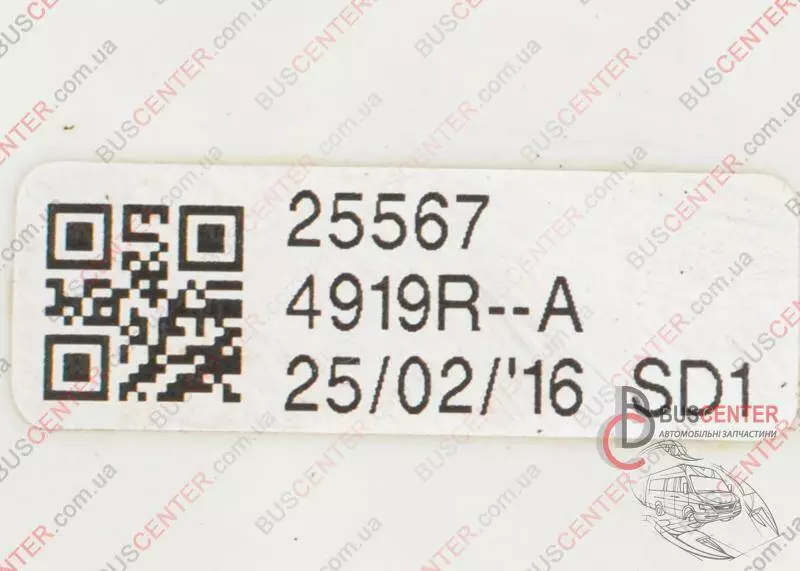 25567
4919R--A
25/02/'16 SD1
BUSCENTER
АВТОМОБІЛЬНІ ЗАПЧАСТИНИ
BUSCENTER.com.ua